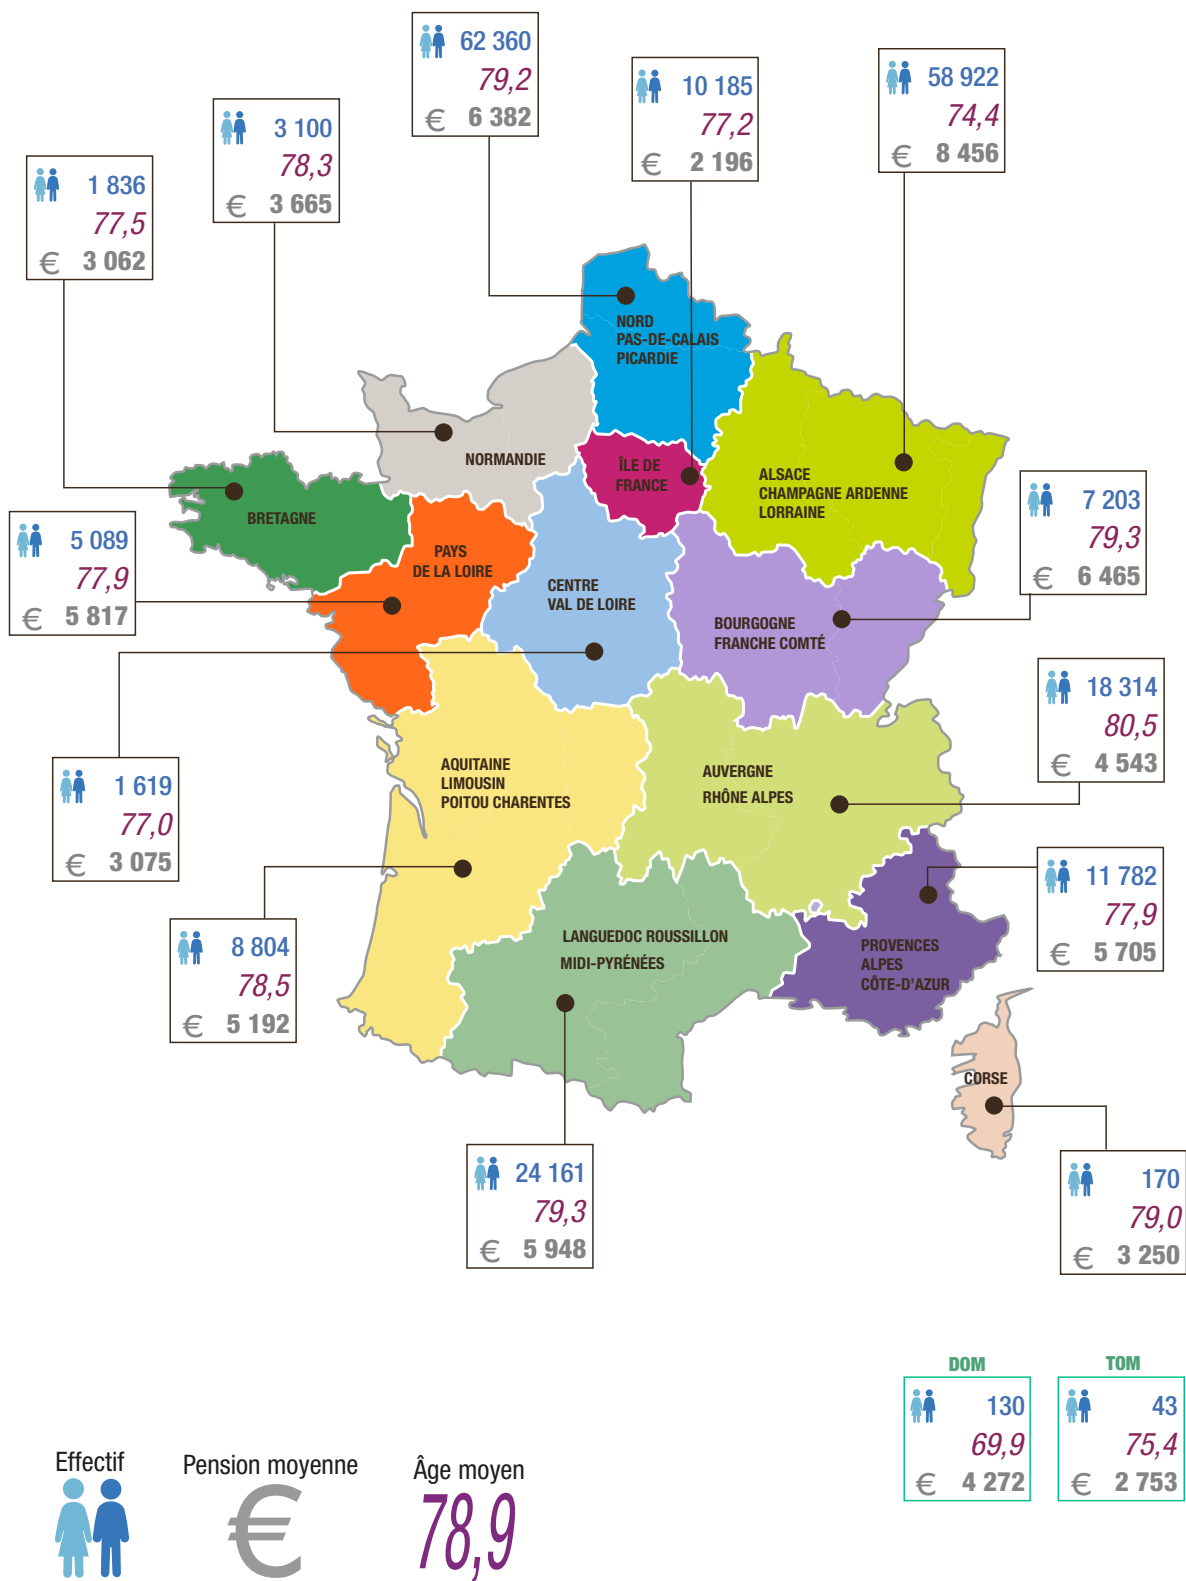 62 360
79,2
€ 6 382
10 185
77,2
€ 2 196
58 922
74,4
€ 8 456
3 100
78,3
€ 3 665
1 836
77,5
€ 3 062
NORD
PAS-DE-CALAIS
PICARDIE
NORMANDIE
ÎLE DE
FRANCE
ALSACE
CHAMPAGNE ARDENNE
LORRAINE
BRETAGNE
7 203
79,3
€ 6 465
5 089
77,9
€ 5 817
PAYS
DE LA LOIRE
CENTRE
VAL DE LOIRE
BOURGOGNE
FRANCHE COMTÉ
18 314
80,5
€ 4 543
1 619
77,0
€ 3 075
AQUITAINE
LIMOUSIN
POITOU CHARENTES
AUVERGNE
RHÔNE ALPES
11 782
77,9
€ 5 705
8 804
78,5
€ 5 192
LANGUEDOC ROUSSILLON
MIDI-PYRÉNÉES
PROVENCES
ALPES
CÔTE-D'AZUR
CORSE
24 161
79,3
€ 5 948
170
79,0
€ 3 250
DOM
130
69,9
€ 4 272
TOM
43
75,4
€ 2 753
Effectif
Pension moyenne
€
Âge moyen
78,9